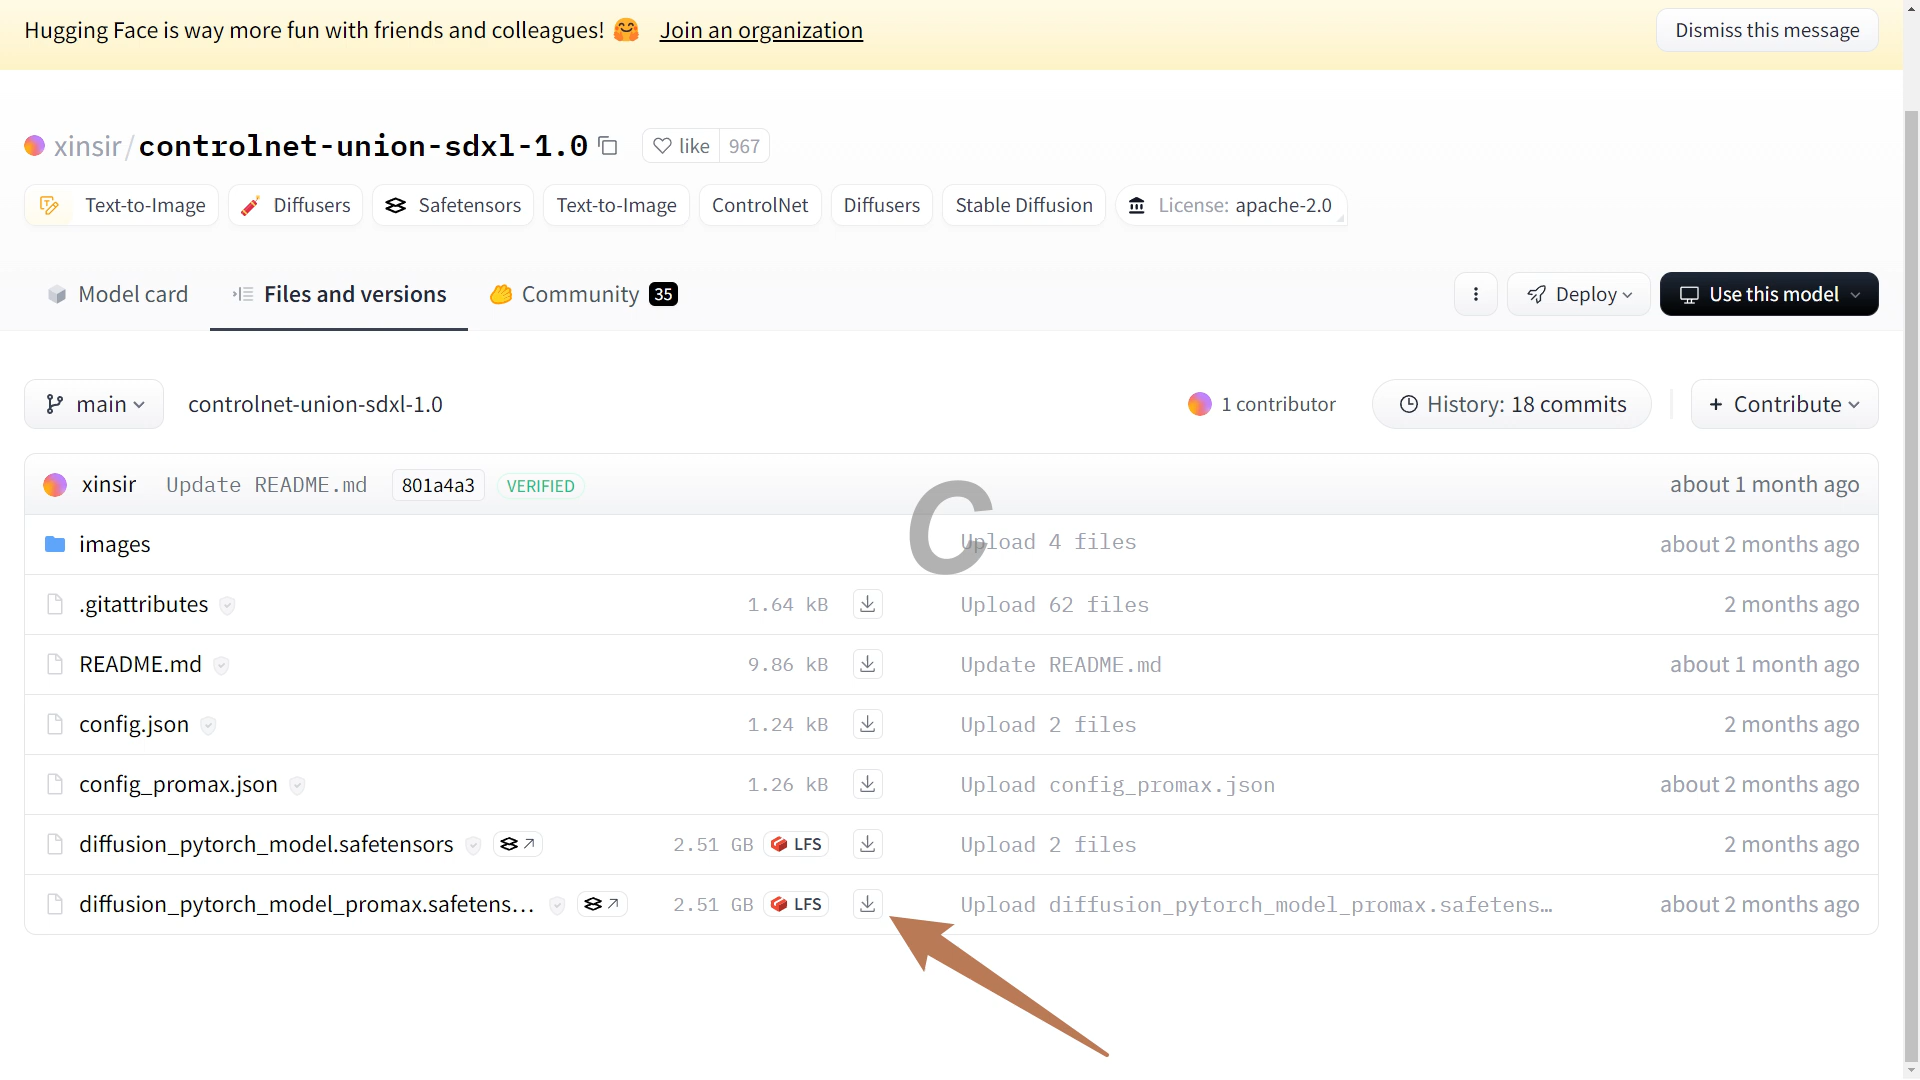 Hugging Face is way more fun with friends and colleagues! 🤗 Join an organization Dismiss this message
xinsir/controlnet-union-sdxl-1.0 like 967
Text-to-Image Diffusers Safetensors Text-to-Image ControlNet Diffusers Stable Diffusion License: apache-2.0
Model card Files and versions Community 35 Deploy Use this model
main controlnet-union-sdxl-1.0 1 contributor History: 18 commits + Contribute
xinsir Update README.md 801a4a3 VERIFIED about 1 month ago
C
images Upload 4 files about 2 months ago
.gitattributes 1.64 kB Upload 62 files 2 months ago
README.md 9.86 kB Update README.md about 1 month ago
config.json 1.24 kB Upload 2 files 2 months ago
config_promax.json 1.26 kB Upload config_promax.json about 2 months ago
diffusion_pytorch_model.safetensors 2.51 GB LFS Upload 2 files 2 months ago
diffusion_pytorch_model_promax.safetens... 2.51 GB LFS Upload diffusion_pytorch_model_promax.safetens... about 2 months ago